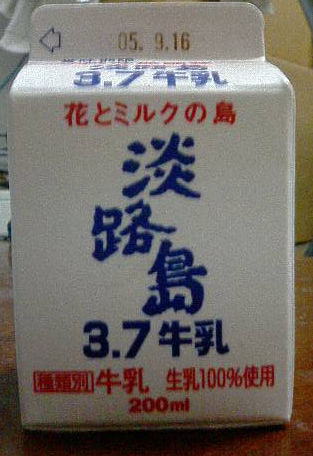 05. 9.16
3.7牛乳
花とミルクの島
淡路島
3.7牛乳
種類別 牛乳 生乳100%使用
200ml